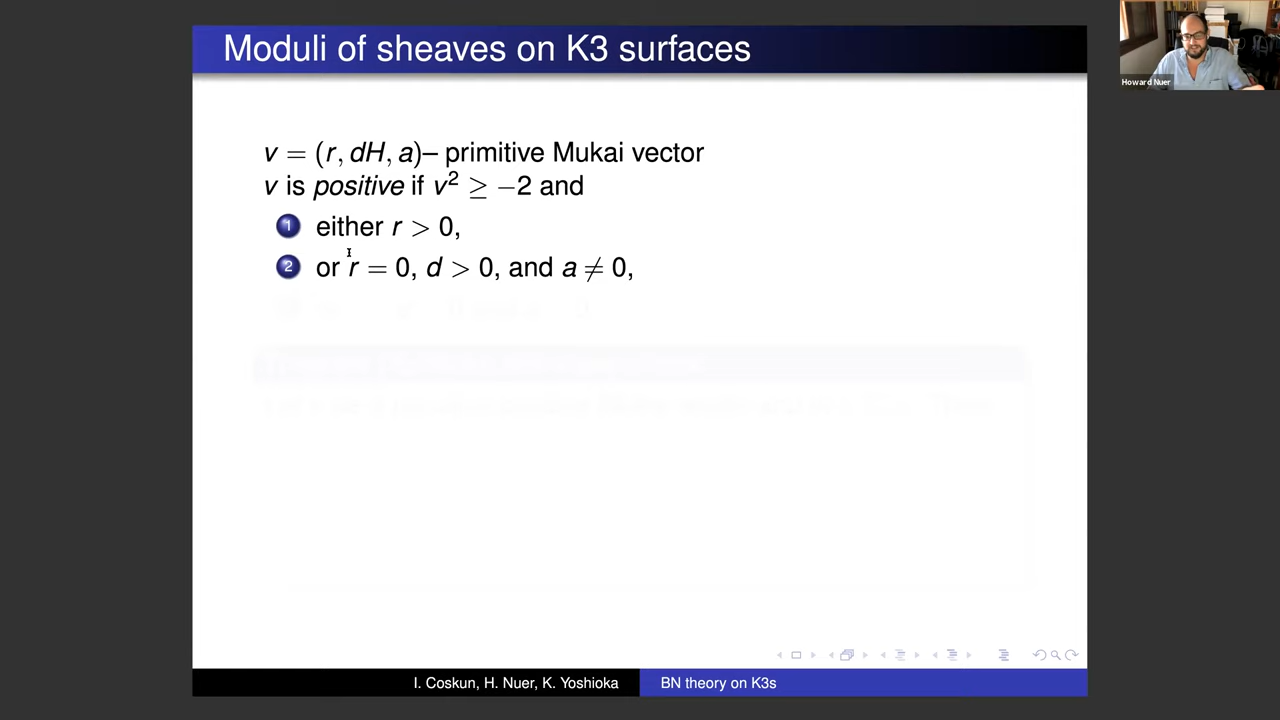 Moduli of sheaves on K3 surfaces
Howard Nuer
v = (r, dH, a)– primitive Mukai vector
v is positive if v² ≥ −2 and
1 either r > 0,
2 or r = 0, d > 0, and a ≠ 0,
I. Coskun, H. Nuer, K. Yoshioka BN theory on K3s